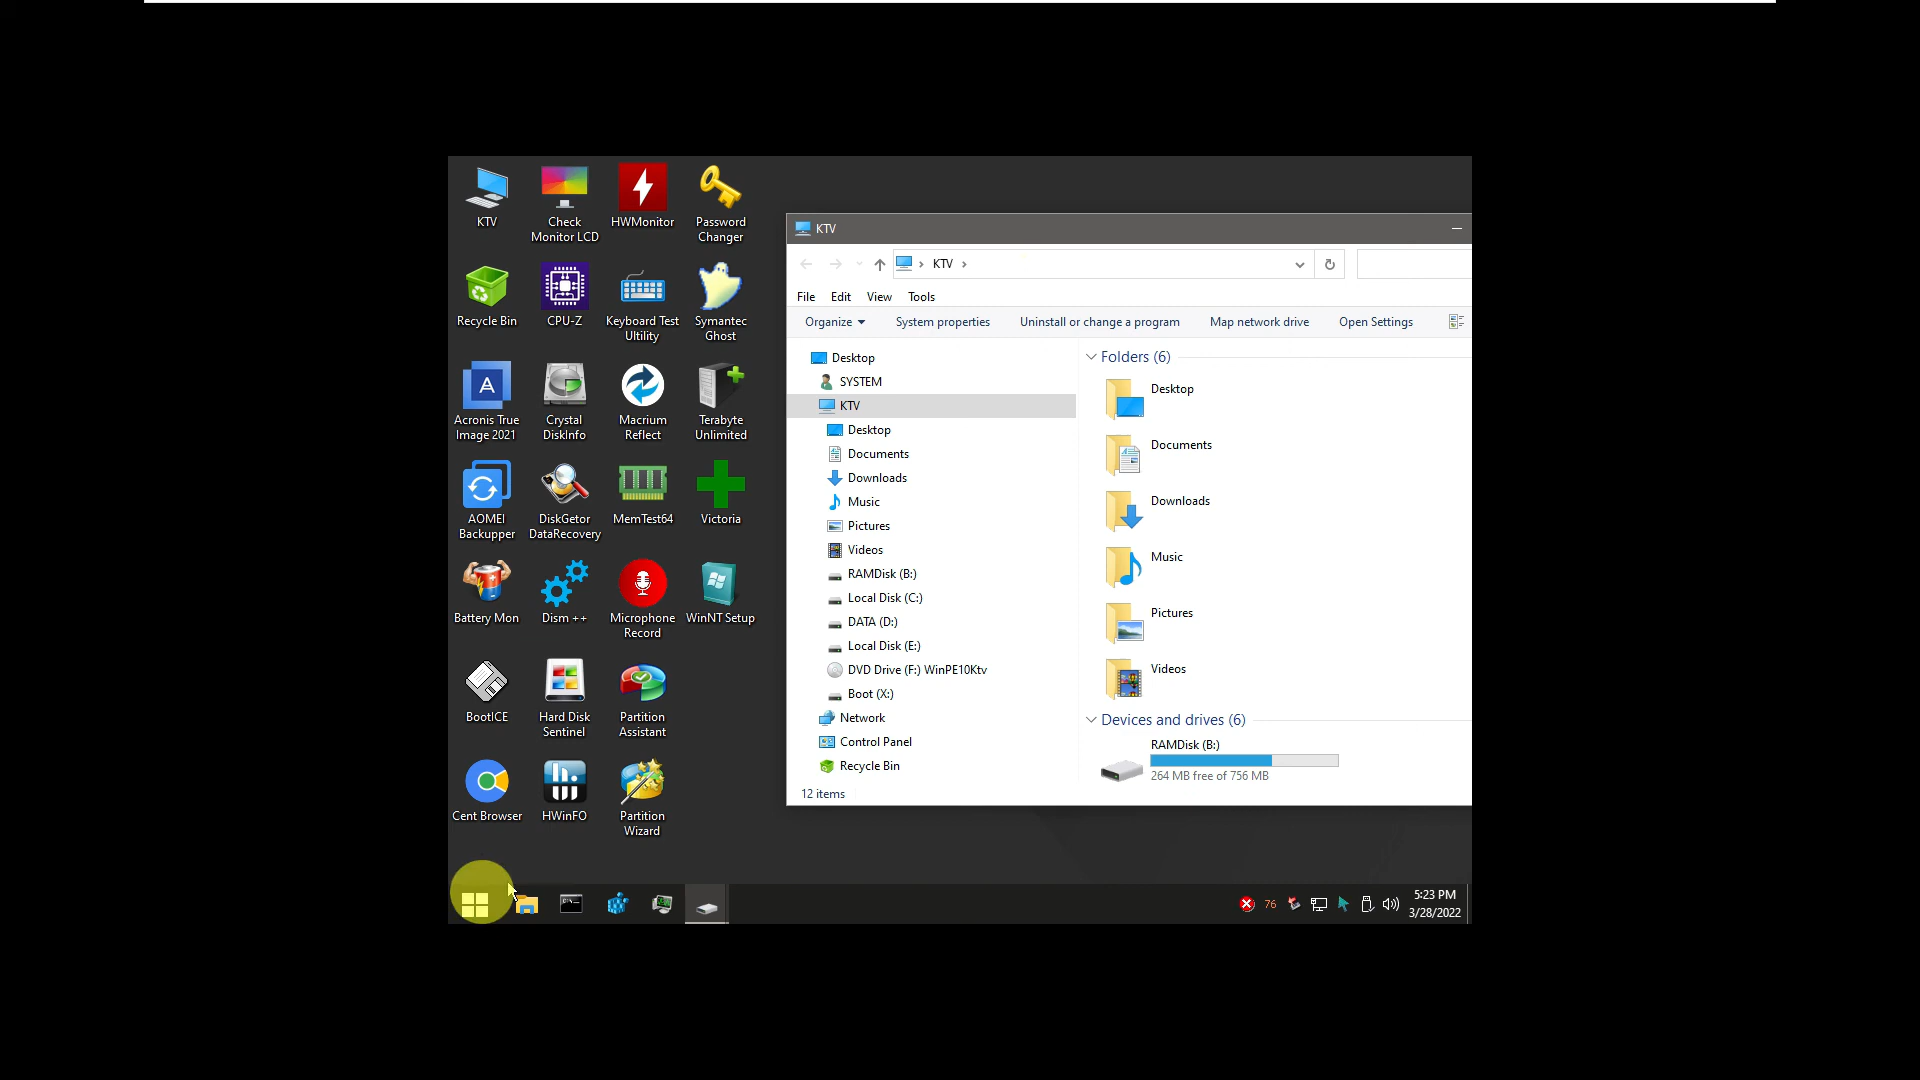 KTV
Check
Monitor LCD
HWMonitor
Password
Changer
Recycle Bin
CPU-Z
Keyboard Test
Ultility
Symantec
Ghost
Acronis True
Image 2021
Crystal
DiskInfo
Macrium
Reflect
Terabyte
Unlimited
AOMEI
Backupper
DiskGetor
DataRecovery
MemTest64
Victoria
Battery Mon
Dism ++
Microphone
Record
WinNT Setup
BootICE
Hard Disk
Sentinel
Partition
Assistant
Cent Browser
HWinFO
Partition
Wizard
KTV
KTV
File Edit View Tools
Organize System properties Uninstall or change a program Map network drive Open Settings
Desktop
SYSTEM
KTV
Desktop
Documents
Downloads
Music
Pictures
Videos
RAMDisk (B:)
Local Disk (C:)
DATA (D:)
Local Disk (E:)
DVD Drive (F:) WinPE10Ktv
Boot (X:)
Network
Control Panel
Recycle Bin
Folders (6)
Desktop
Documents
Downloads
Music
Pictures
Videos
Devices and drives (6)
RAMDisk (B:)
264 MB free of 756 MB
12 items
76
5:23 PM
3/28/2022